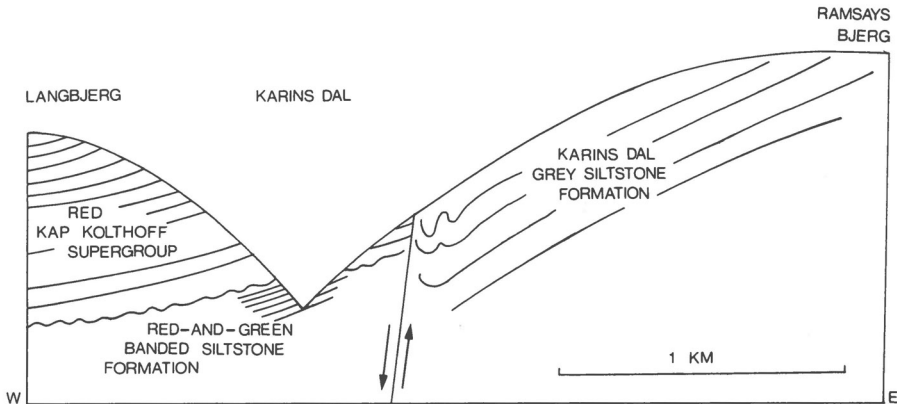 RAMSAYS
BJERG
LANGBJERG
KARINS DAL
KARINS DAL
GREY SILTSTONE
FORMATION
RED
KAP KOLTHOFF
SUPERGROUP
RED-AND-GREEN
BANDED SILTSTONE
FORMATION
1 KM
W
E